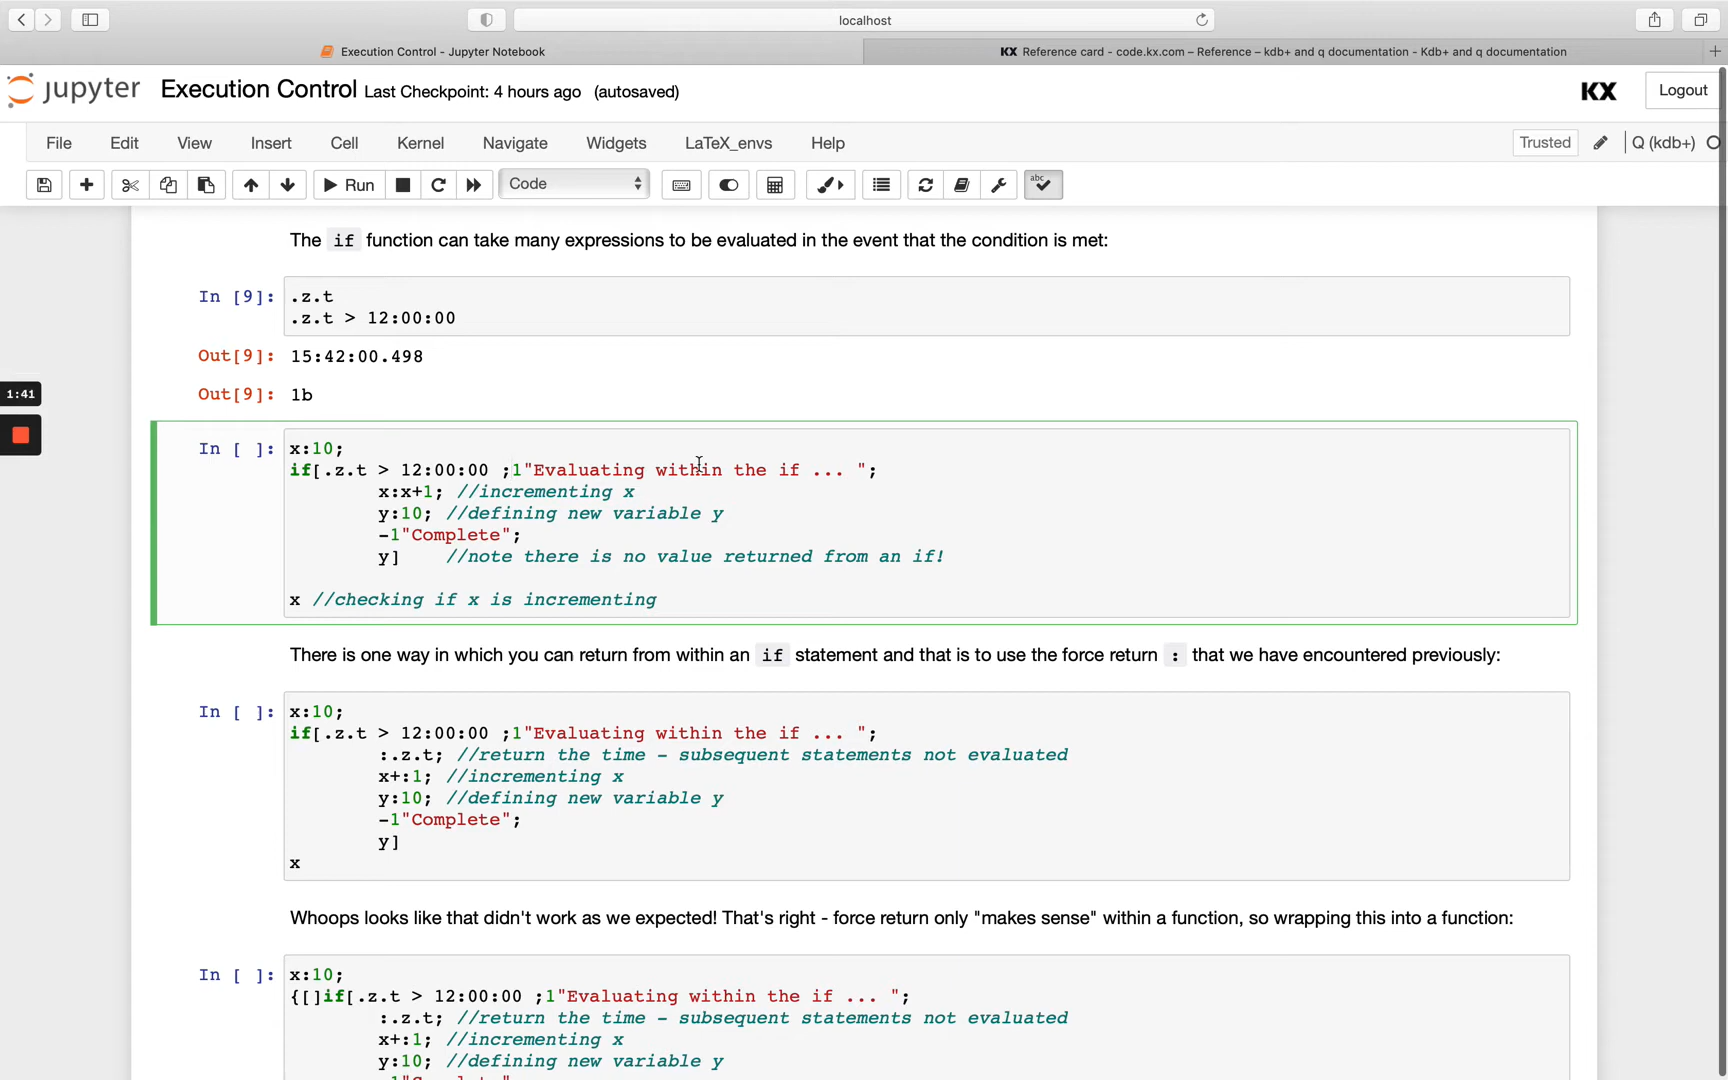 localhost
Execution Control - Jupyter Notebook
KX Reference card - code.kx.com – Reference – kdb+ and q documentation - Kdb+ and q documentation
jupyter Execution Control Last Checkpoint: 4 hours ago (autosaved)
KX
Logout
File Edit View Insert Cell Kernel Navigate Widgets LaTeX_envs Help
Trusted
Q (kdb+)
Run
Code
abc
The if function can take many expressions to be evaluated in the event that the condition is met:
In [9]: .z.t
.z.t > 12:00:00
Out[9]: 15:42:00.498
Out[9]: 1b
1:41
In [ ]: x:10;
if[.z.t > 12:00:00 ;1"Evaluating within the if ... ";
x:x+1; //incrementing x
y:10; //defining new variable y
-1"Complete";
y] //note there is no value returned from an if!
x //checking if x is incrementing
There is one way in which you can return from within an if statement and that is to use the force return : that we have encountered previously:
In [ ]: x:10;
if[.z.t > 12:00:00 ;1"Evaluating within the if ... ";
:.z.t; //return the time - subsequent statements not evaluated
x+:1; //incrementing x
y:10; //defining new variable y
-1"Complete";
y]
x
Whoops looks like that didn't work as we expected! That's right - force return only "makes sense" within a function, so wrapping this into a function:
In [ ]: x:10;
{[]if[.z.t > 12:00:00 ;1"Evaluating within the if ... ";
:.z.t; //return the time - subsequent statements not evaluated
x+:1; //incrementing x
y:10; //defining new variable y